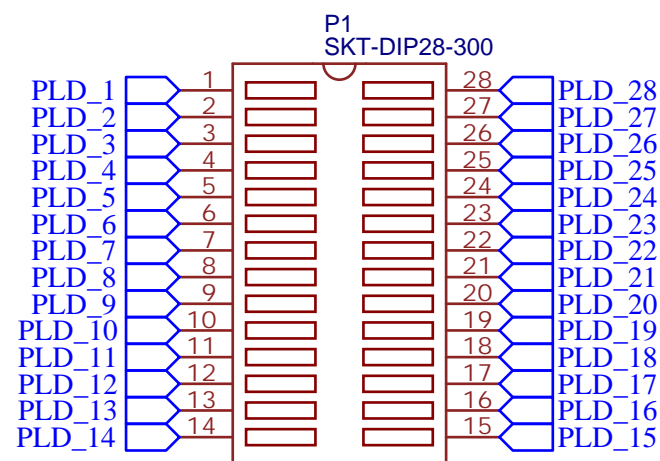 P1
SKT-DIP28-300
PLD_1 1 28 PLD_28
PLD_2 2 27 PLD_27
PLD_3 3 26 PLD_26
PLD_4 4 25 PLD_25
PLD_5 5 24 PLD_24
PLD_6 6 23 PLD_23
PLD_7 7 22 PLD_22
PLD_8 8 21 PLD_21
PLD_9 9 20 PLD_20
PLD_10 10 19 PLD_19
PLD_11 11 18 PLD_18
PLD_12 12 17 PLD_17
PLD_13 13 16 PLD_16
PLD_14 14 15 PLD_15